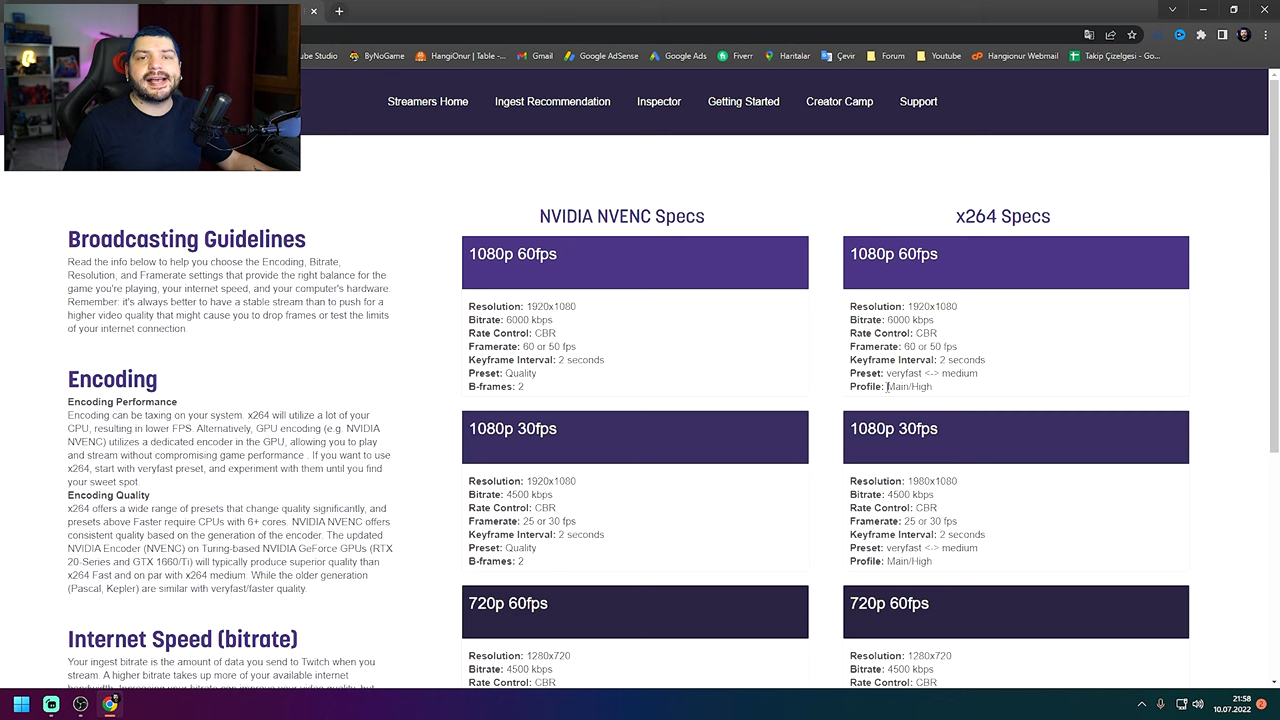 ube Studio
ByNoGame
HangiOnur | Table -...
Gmail
Google AdSense
Google Ads
Fiverr
Haritalar
Çevir
Forum
Youtube
Hangionur Webmail
Takip Çizelgesi - Go...
Streamers Home
Ingest Recommendation
Inspector
Getting Started
Creator Camp
Support
Broadcasting Guidelines
Read the info below to help you choose the Encoding, Bitrate,
Resolution, and Framerate settings that provide the right balance for the
game you're playing, your internet speed, and your computer's hardware.
Remember: it's always better to have a stable stream than to push for a
higher video quality that might cause you to drop frames or test the limits
of your internet connection.
Encoding
Encoding Performance
Encoding can be taxing on your system. x264 will utilize a lot of your
CPU, resulting in lower FPS. Alternatively, GPU encoding (e.g. NVIDIA
NVENC) utilizes a dedicated encoder in the GPU, allowing you to play
and stream without compromising game performance . If you want to use
x264, start with veryfast preset, and experiment with them until you find
your sweet spot.
Encoding Quality
x264 offers a wide range of presets that change quality significantly, and
presets above Faster require CPUs with 6+ cores. NVIDIA NVENC offers
consistent quality based on the generation of the encoder. The updated
NVIDIA Encoder (NVENC) on Turing-based NVIDIA GeForce GPUs (RTX
20-Series and GTX 1660/Ti) will typically produce superior quality than
x264 Fast and on par with x264 medium. While the older generation
(Pascal, Kepler) are similar with veryfast/faster quality.
Internet Speed (bitrate)
Your ingest bitrate is the amount of data you send to Twitch when you
stream. A higher bitrate takes up more of your available internet
NVIDIA NVENC Specs
1080p 60fps
Resolution: 1920x1080
Bitrate: 6000 kbps
Rate Control: CBR
Framerate: 60 or 50 fps
Keyframe Interval: 2 seconds
Preset: Quality
B-frames: 2
1080p 30fps
Resolution: 1920x1080
Bitrate: 4500 kbps
Rate Control: CBR
Framerate: 25 or 30 fps
Keyframe Interval: 2 seconds
Preset: Quality
B-frames: 2
720p 60fps
Resolution: 1280x720
Bitrate: 4500 kbps
Rate Control: CBR
x264 Specs
1080p 60fps
Resolution: 1920x1080
Bitrate: 6000 kbps
Rate Control: CBR
Framerate: 60 or 50 fps
Keyframe Interval: 2 seconds
Preset: veryfast <-> medium
Profile: Main/High
1080p 30fps
Resolution: 1980x1080
Bitrate: 4500 kbps
Rate Control: CBR
Framerate: 25 or 30 fps
Keyframe Interval: 2 seconds
Preset: veryfast <-> medium
Profile: Main/High
720p 60fps
Resolution: 1280x720
Bitrate: 4500 kbps
Rate Control: CBR
21:58
10.07.2022
2